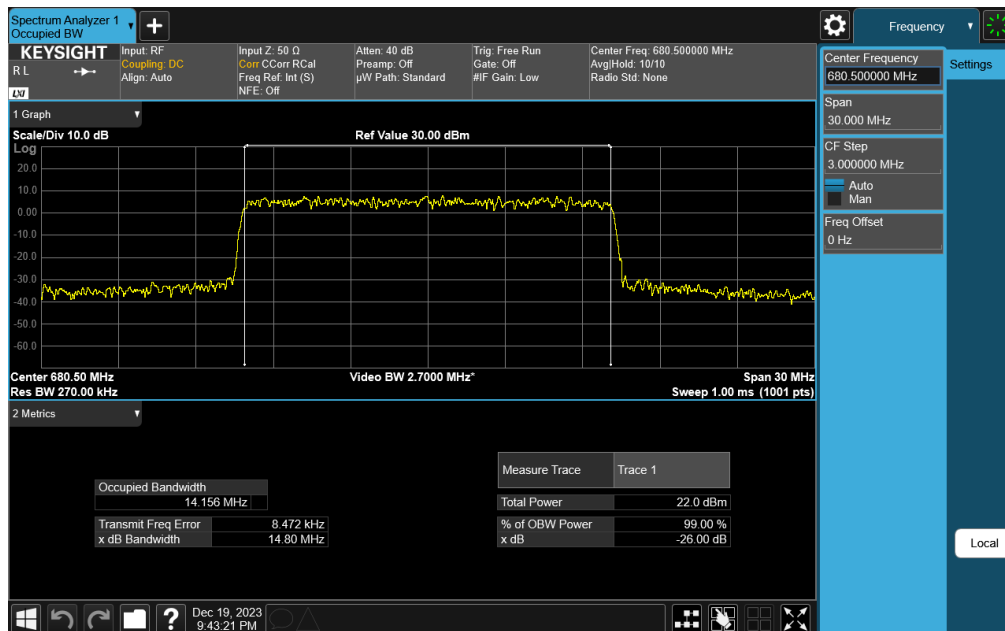 Spectrum Analyzer 1
Occupied BW
Frequency
KEYSIGHT
R L
LXI
Input: RF
Coupling: DC
Align: Auto
Input Z: 50 Ω
Corr CCorr RCal
Freq Ref: Int (S)
NFE: Off
Atten: 40 dB
Preamp: Off
µW Path: Standard
Trig: Free Run
Gate: Off
#IF Gain: Low
Center Freq: 680.500000 MHz
Avg|Hold: 10/10
Radio Std: None
Center Frequency
680.500000 MHz
Settings
Span
30.000 MHz
CF Step
3.000000 MHz
Auto
Man
Freq Offset
0 Hz
1 Graph
Scale/Div 10.0 dB
Ref Value 30.00 dBm
Log
20.0
10.0
0.00
-10.0
-20.0
-30.0
-40.0
-50.0
-60.0
Center 680.50 MHz
Video BW 2.7000 MHz*
Span 30 MHz
Res BW 270.00 kHz
Sweep 1.00 ms (1001 pts)
2 Metrics
Measure Trace Trace 1
Occupied Bandwidth
14.156 MHz
Total Power 22.0 dBm
Transmit Freq Error 8.472 kHz
% of OBW Power 99.00 %
x dB Bandwidth 14.80 MHz
x dB -26.00 dB
Local
?
Dec 19, 2023
9:43:21 PM